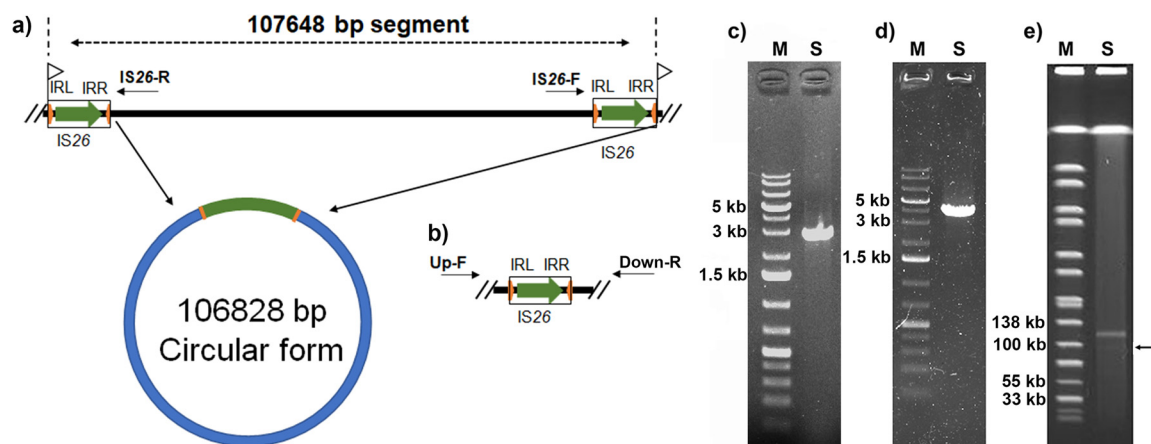 a)
107648 bp segment
IRL IRR
IS26-R
IS26-F
IRL IRR
IS26
IS26
106828 bp
Circular form
b)
Up-F
Down-R
IRL IRR
IS26
c)
M S
5 kb
3 kb
1.5 kb
d)
M S
5 kb
3 kb
1.5 kb
e)
M S
138 kb
100 kb
55 kb
33 kb